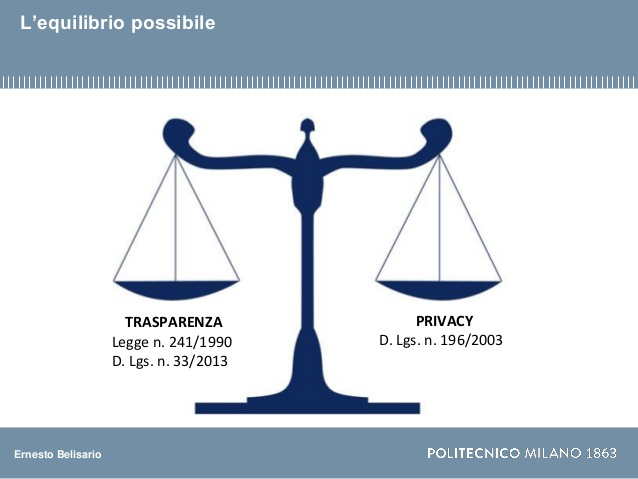 L’equilibrio possibile
TRASPARENZA
Legge n. 241/1990
D. Lgs. n. 33/2013
PRIVACY
D. Lgs. n. 196/2003
Ernesto Belisario
POLITECNICO MILANO 1863